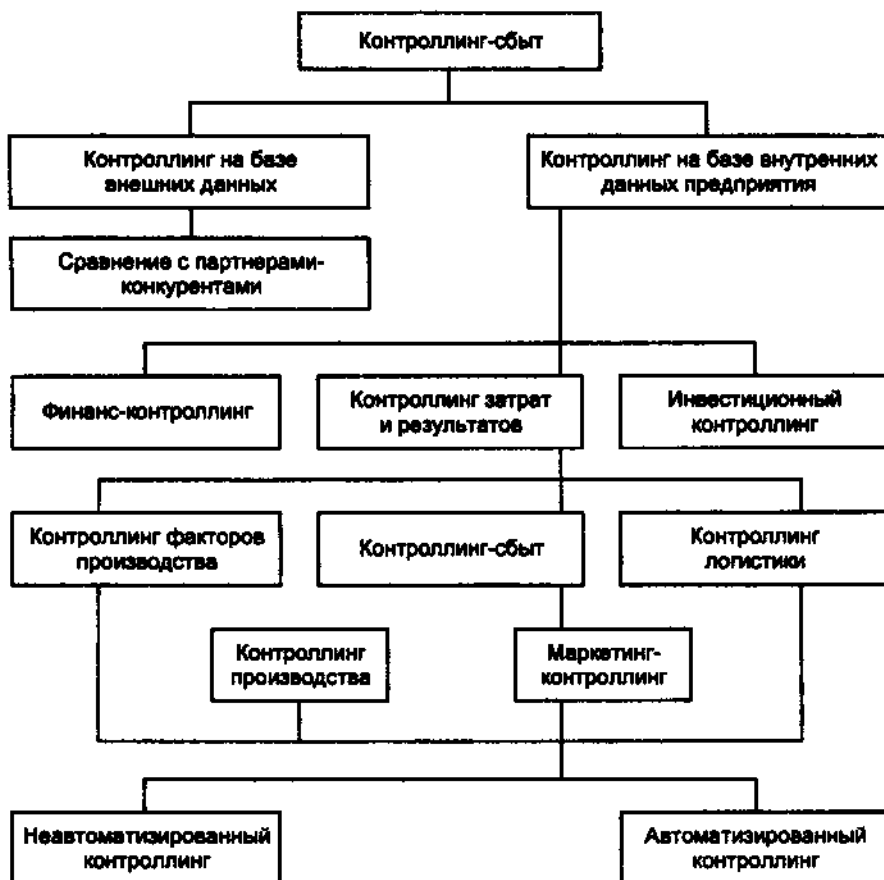 Контроллинг-сбыт
Контроллинг на базе
внешних данных
Контроллинг на базе внутренних
данных предприятия
Сравнение с партнерами-
конкурентами
Финанс-контроллинг
Контроллинг затрат
и результатов
Инвестиционный
контроллинг
Контроллинг факторов
производства
Контроллинг-сбыт
Контроллинг
логистики
Контроллинг
производства
Маркетинг-
контроллинг
Неавтоматизированный
контроллинг
Автоматизированный
контроллинг